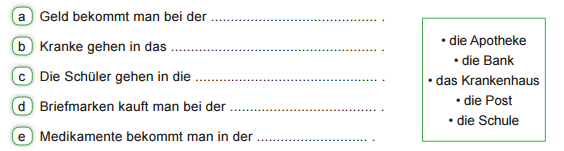 a Geld bekommt man bei der .......................................... .
b Kranke gehen in das ............................................. .
c Die Schüler gehen in die ........................................ .
d Briefmarken kauft man bei der .................................. .
e Medikamente bekommt man in der ........................... .
• die Apotheke
• die Bank
• das Krankenhaus
• die Post
• die Schule